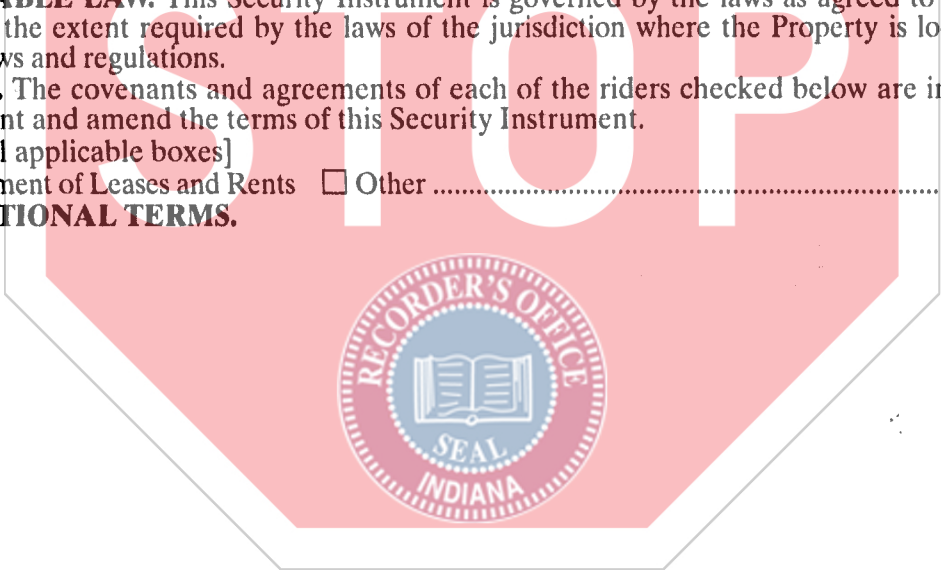 ABLE LAW. This Security Instrument is governed by the laws as agreed to
the extent required by the laws of the jurisdiction where the Property is lo
ws and regulations.
. The covenants and agreements of each of the riders checked below are in
nt and amend the terms of this Security Instrument.
l applicable boxes]
ment of Leases and Rents ☐ Other ....................
TIONAL TERMS.
STOP
RECORDER'S OFFICE
SEAL
INDIANA